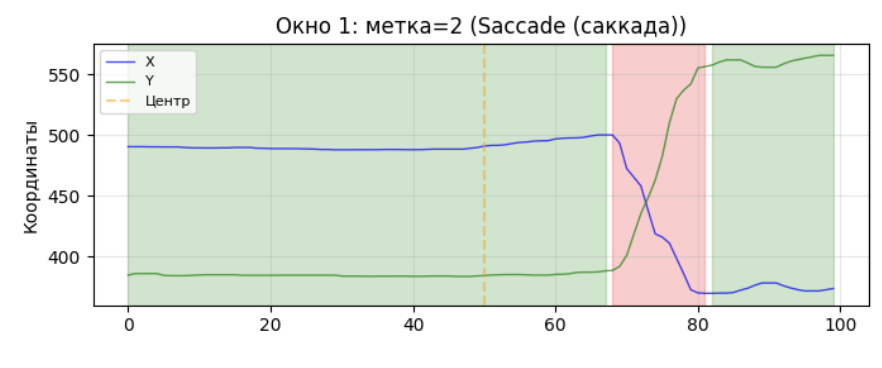 Окно 1: метка=2 (Saccade (саккада))
X
Y
Центр
Координаты
550
500
450
400
0 20 40 60 80 100